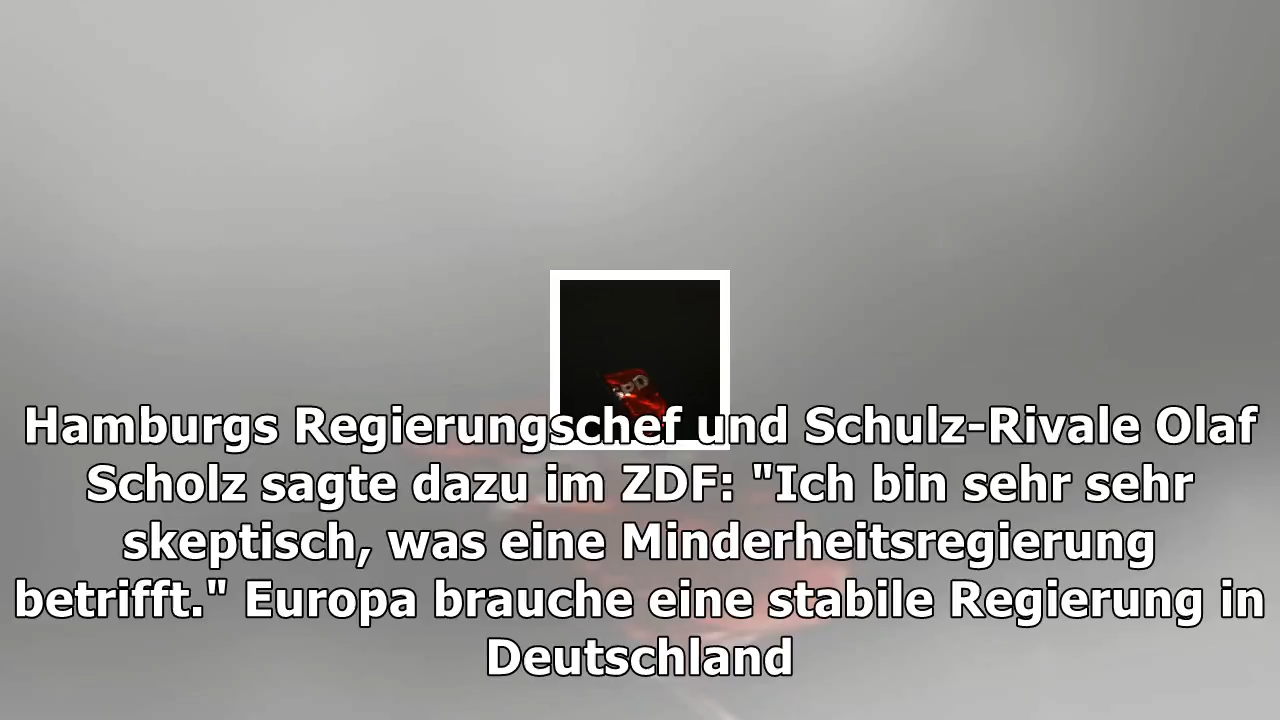 SPD
Hamburgs Regierungschef und Schulz-Rivale Olaf
Scholz sagte dazu im ZDF: "Ich bin sehr sehr
skeptisch, was eine Minderheitsregierung
betrifft." Europa brauche eine stabile Regierung in
Deutschland